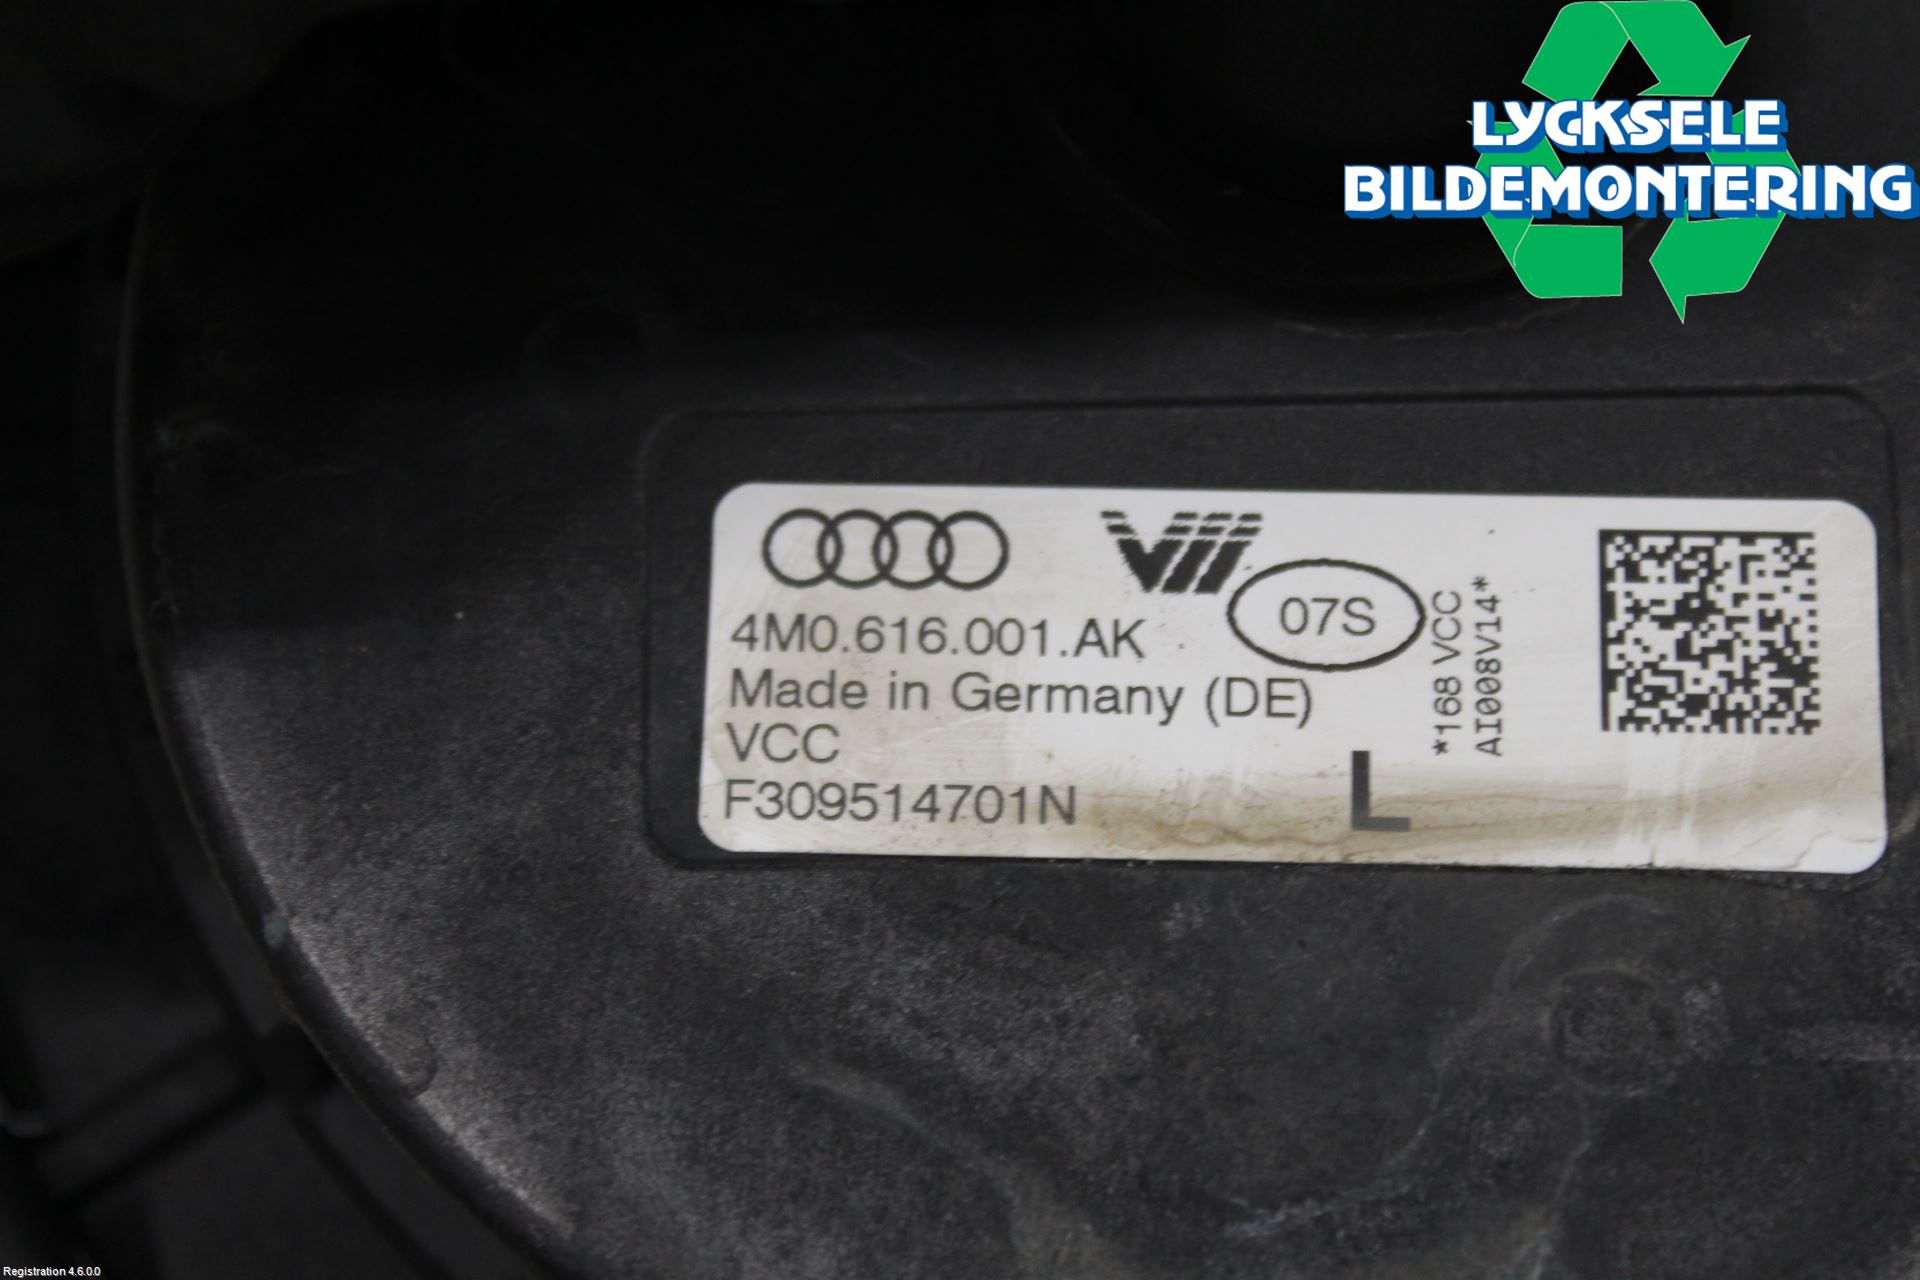 LYCKSELE
BILDEMONTERING
Vii
4M0.616.001.AK
07S
Made in Germany (DE)
VCC
F309514701N
L
*168 VCC
AI008V14*
Registration 4.6.0.0